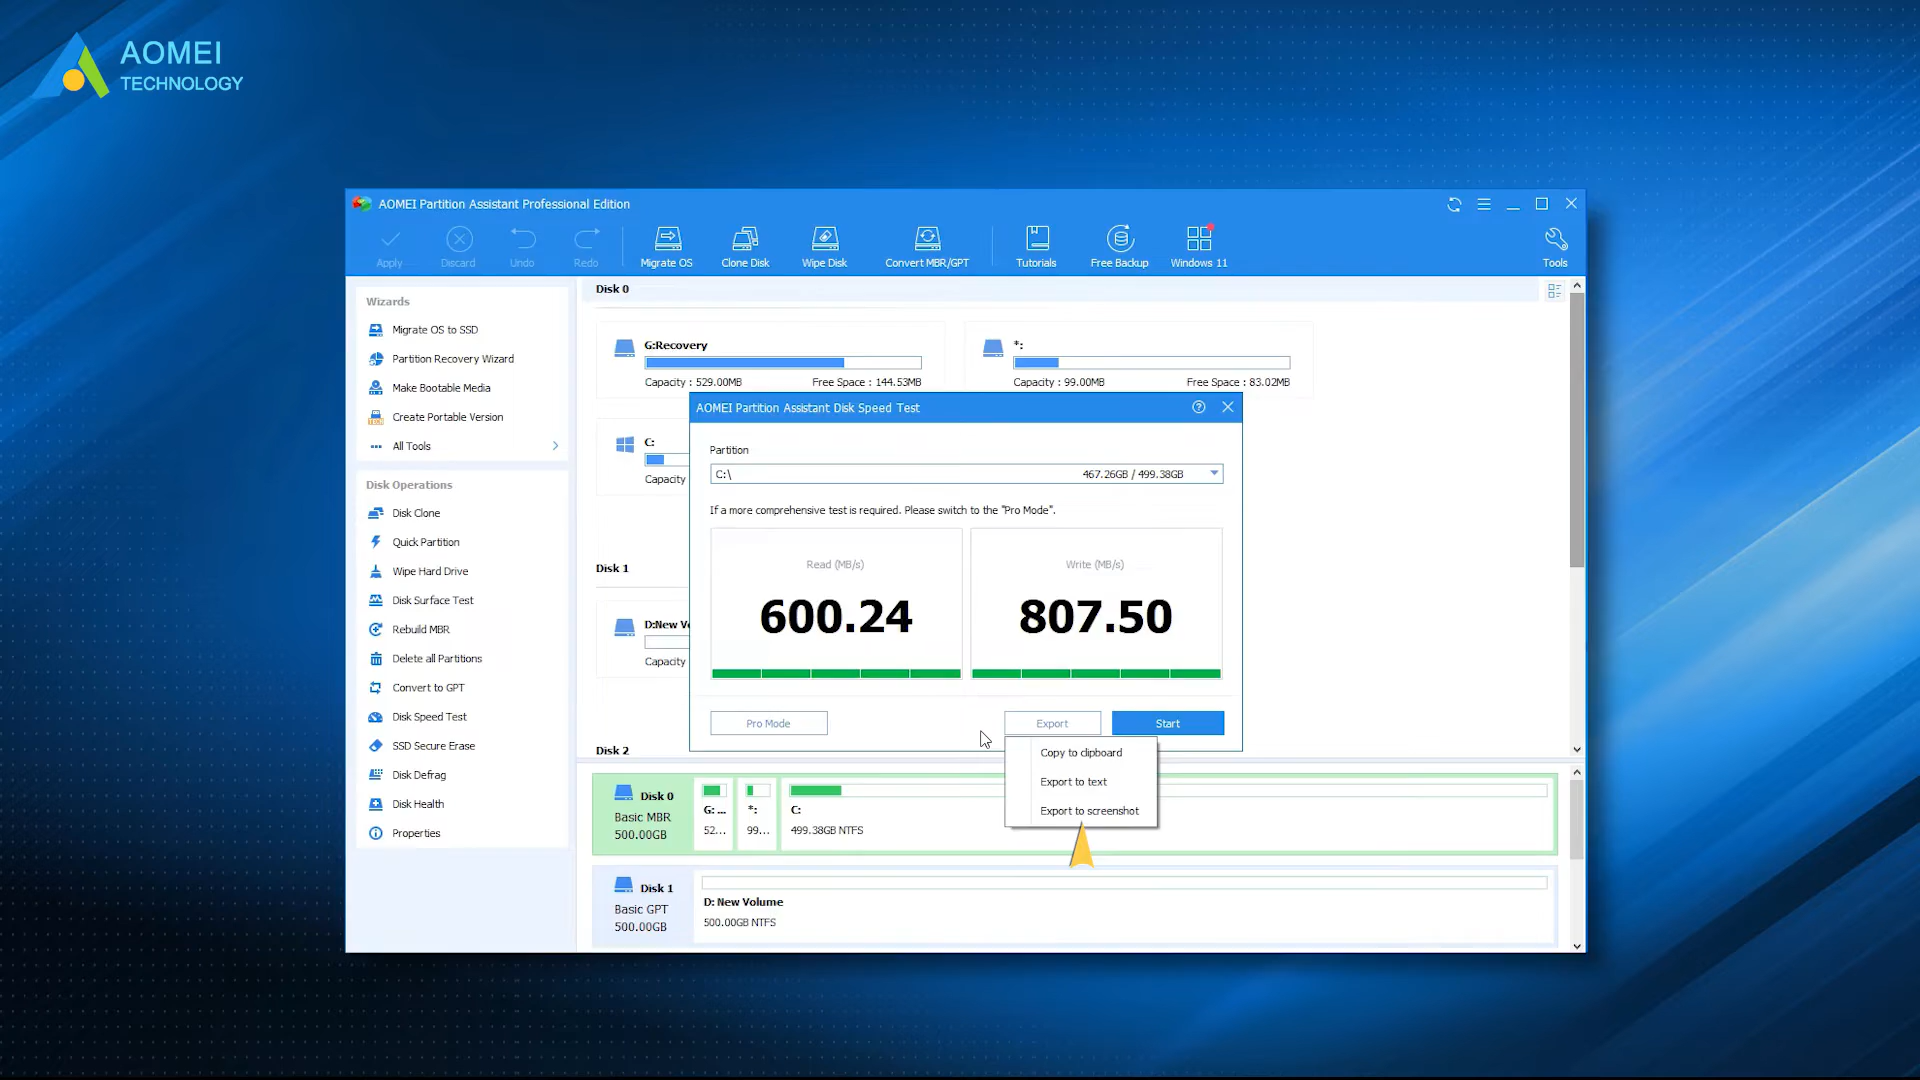 AOMEI
TECHNOLOGY
AOMEI Partition Assistant Professional Edition
Apply
Discard
Undo
Redo
Migrate OS
Clone Disk
Wipe Disk
Convert MBR/GPT
Tutorials
Free Backup
Windows 11
Tools
Wizards
Migrate OS to SSD
Partition Recovery Wizard
Make Bootable Media
Create Portable Version
All Tools
Disk Operations
Disk Clone
Quick Partition
Wipe Hard Drive
Disk Surface Test
Rebuild MBR
Delete all Partitions
Convert to GPT
Disk Speed Test
SSD Secure Erase
Disk Defrag
Disk Health
Properties
Disk 0
G:Recovery
Capacity : 529.00MB Free Space : 144.53MB
*:
Capacity : 99.00MB Free Space : 83.02MB
C:
Capacity
Disk 1
D:New V
Capacity
Disk 2
AOMEI Partition Assistant Disk Speed Test
Partition
C:\ 467.26GB / 499.38GB
If a more comprehensive test is required. Please switch to the "Pro Mode".
Read (MB/s)
600.24
Write (MB/s)
807.50
Pro Mode
Export
Start
Copy to clipboard
Export to text
Export to screenshot
Disk 0
Basic MBR
500.00GB
G: ...
52...
*:
99...
C:
499.38GB NTFS
Disk 1
Basic GPT
500.00GB
D: New Volume
500.00GB NTFS